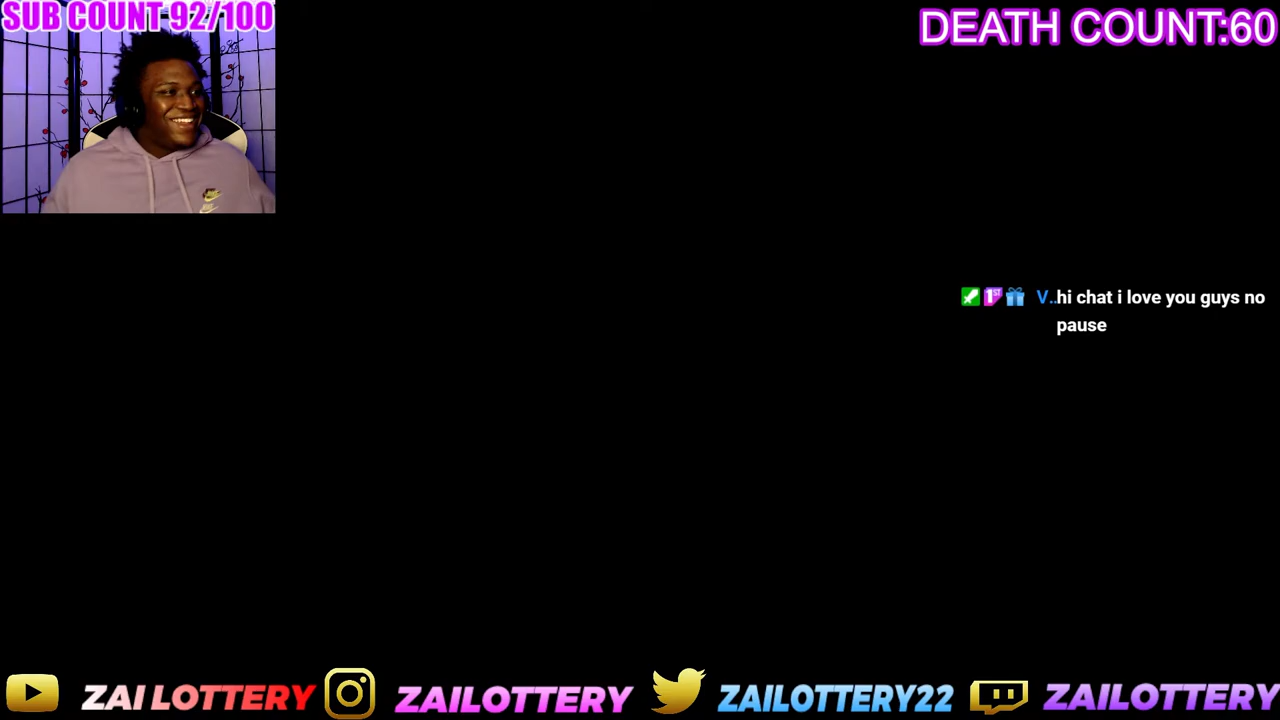 SUB COUNT 92/100
DEATH COUNT:60
1ST V..hi chat i love you guys no
pause
ZAI LOTTERY ZAILOTTERY ZAILOTTERY22 ZAILOTTERY